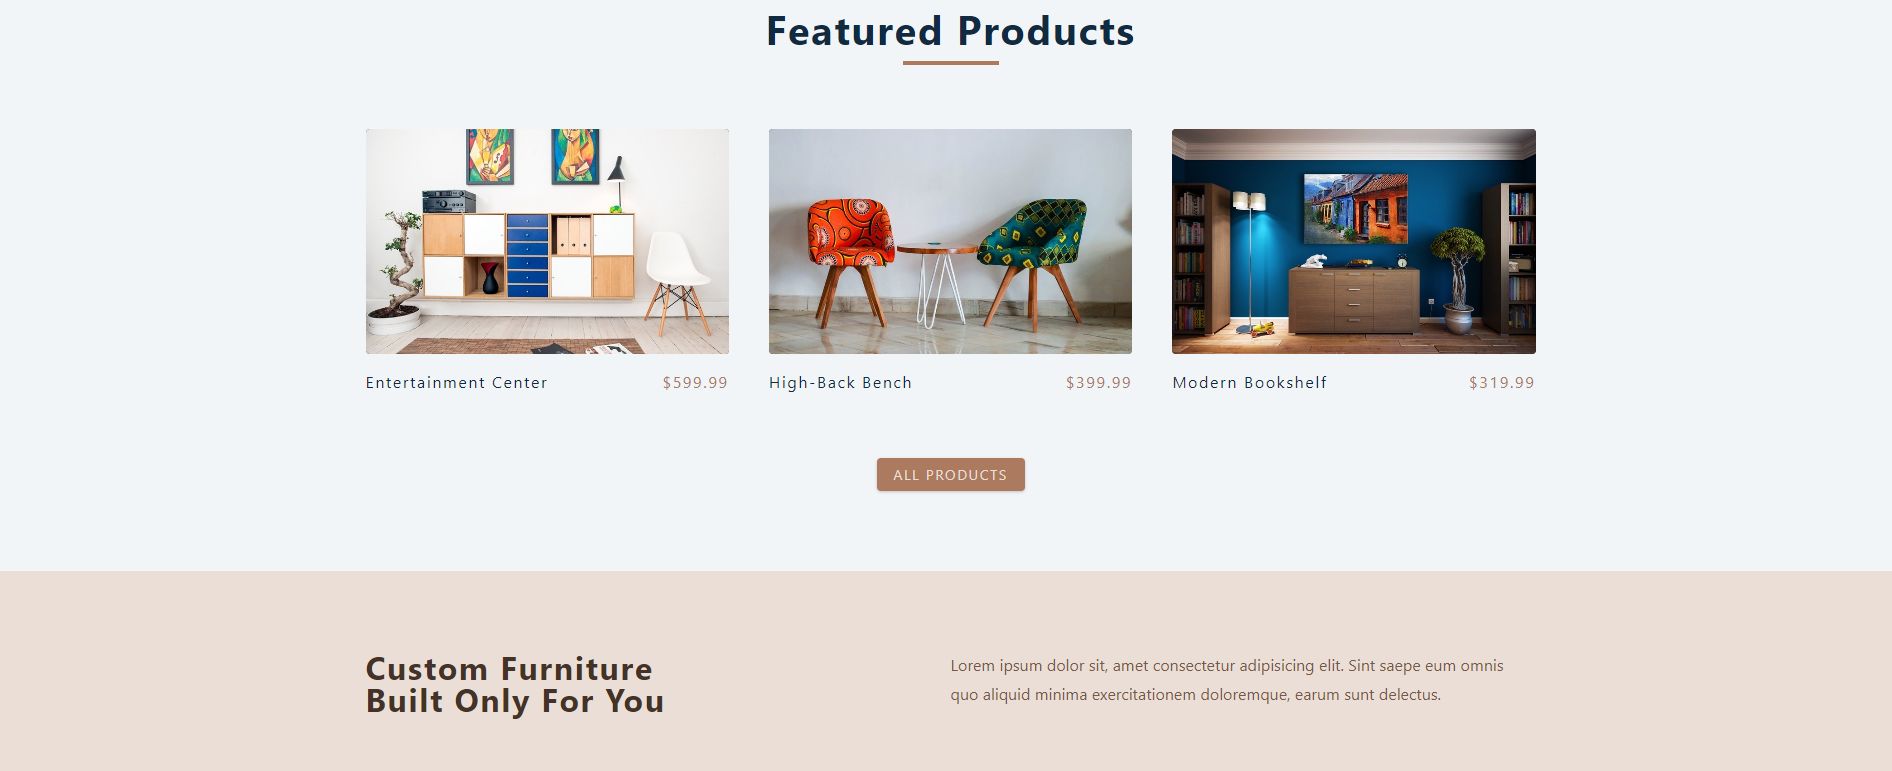 Featured Products
Entertainment Center $599.99
High-Back Bench $399.99
Modern Bookshelf $319.99
ALL PRODUCTS
Custom Furniture
Built Only For You
Lorem ipsum dolor sit, amet consectetur adipisicing elit. Sint saepe eum omnis
quo aliquid minima exercitationem doloremque, earum sunt delectus.